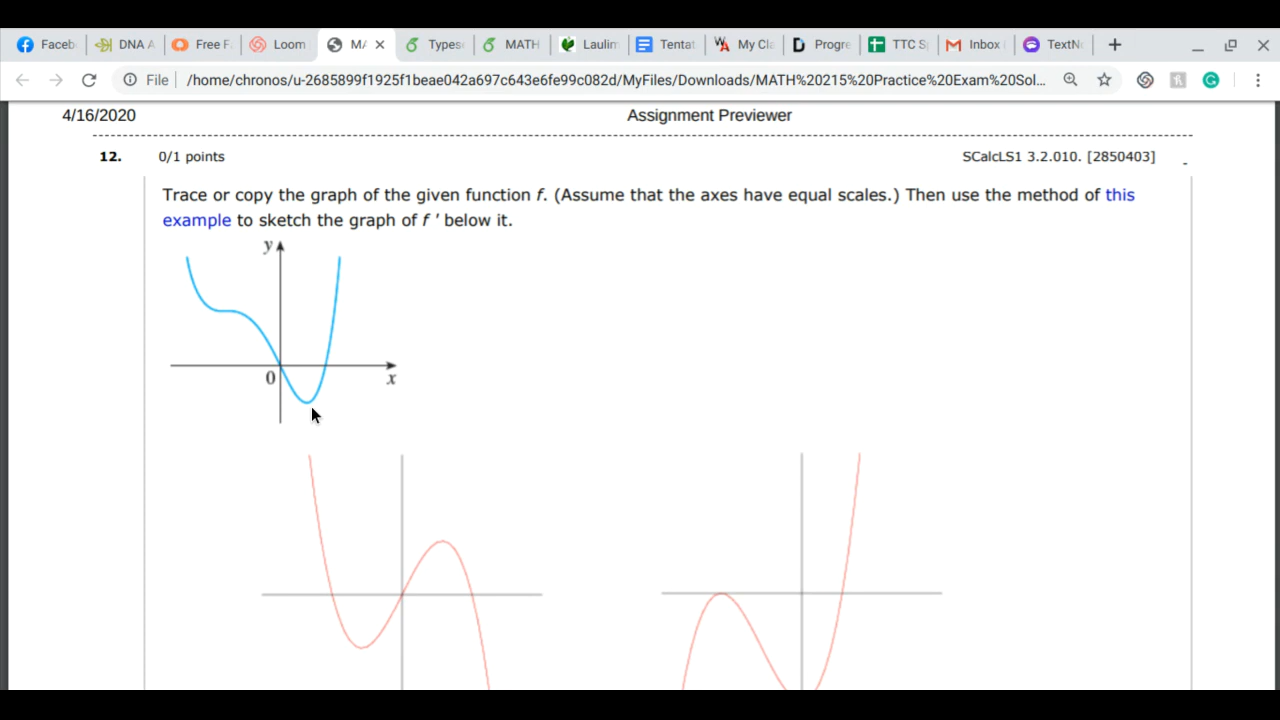 Faceb
DNA A
Free F
Loom
MA
Typese
MATH
Laulim
Tentat
My Cla
Progre
TTC S
Inbox
TextN
File
/home/chronos/u-2685899f1925f1beae042a697c643e6fe99c082d/MyFiles/Downloads/MATH%20215%20Practice%20Exam%20Sol...
4/16/2020
Assignment Previewer
12. 0/1 points SCalcLS1 3.2.010. [2850403]
Trace or copy the graph of the given function f. (Assume that the axes have equal scales.) Then use the method of this
example to sketch the graph of f ′ below it.
y
0
x